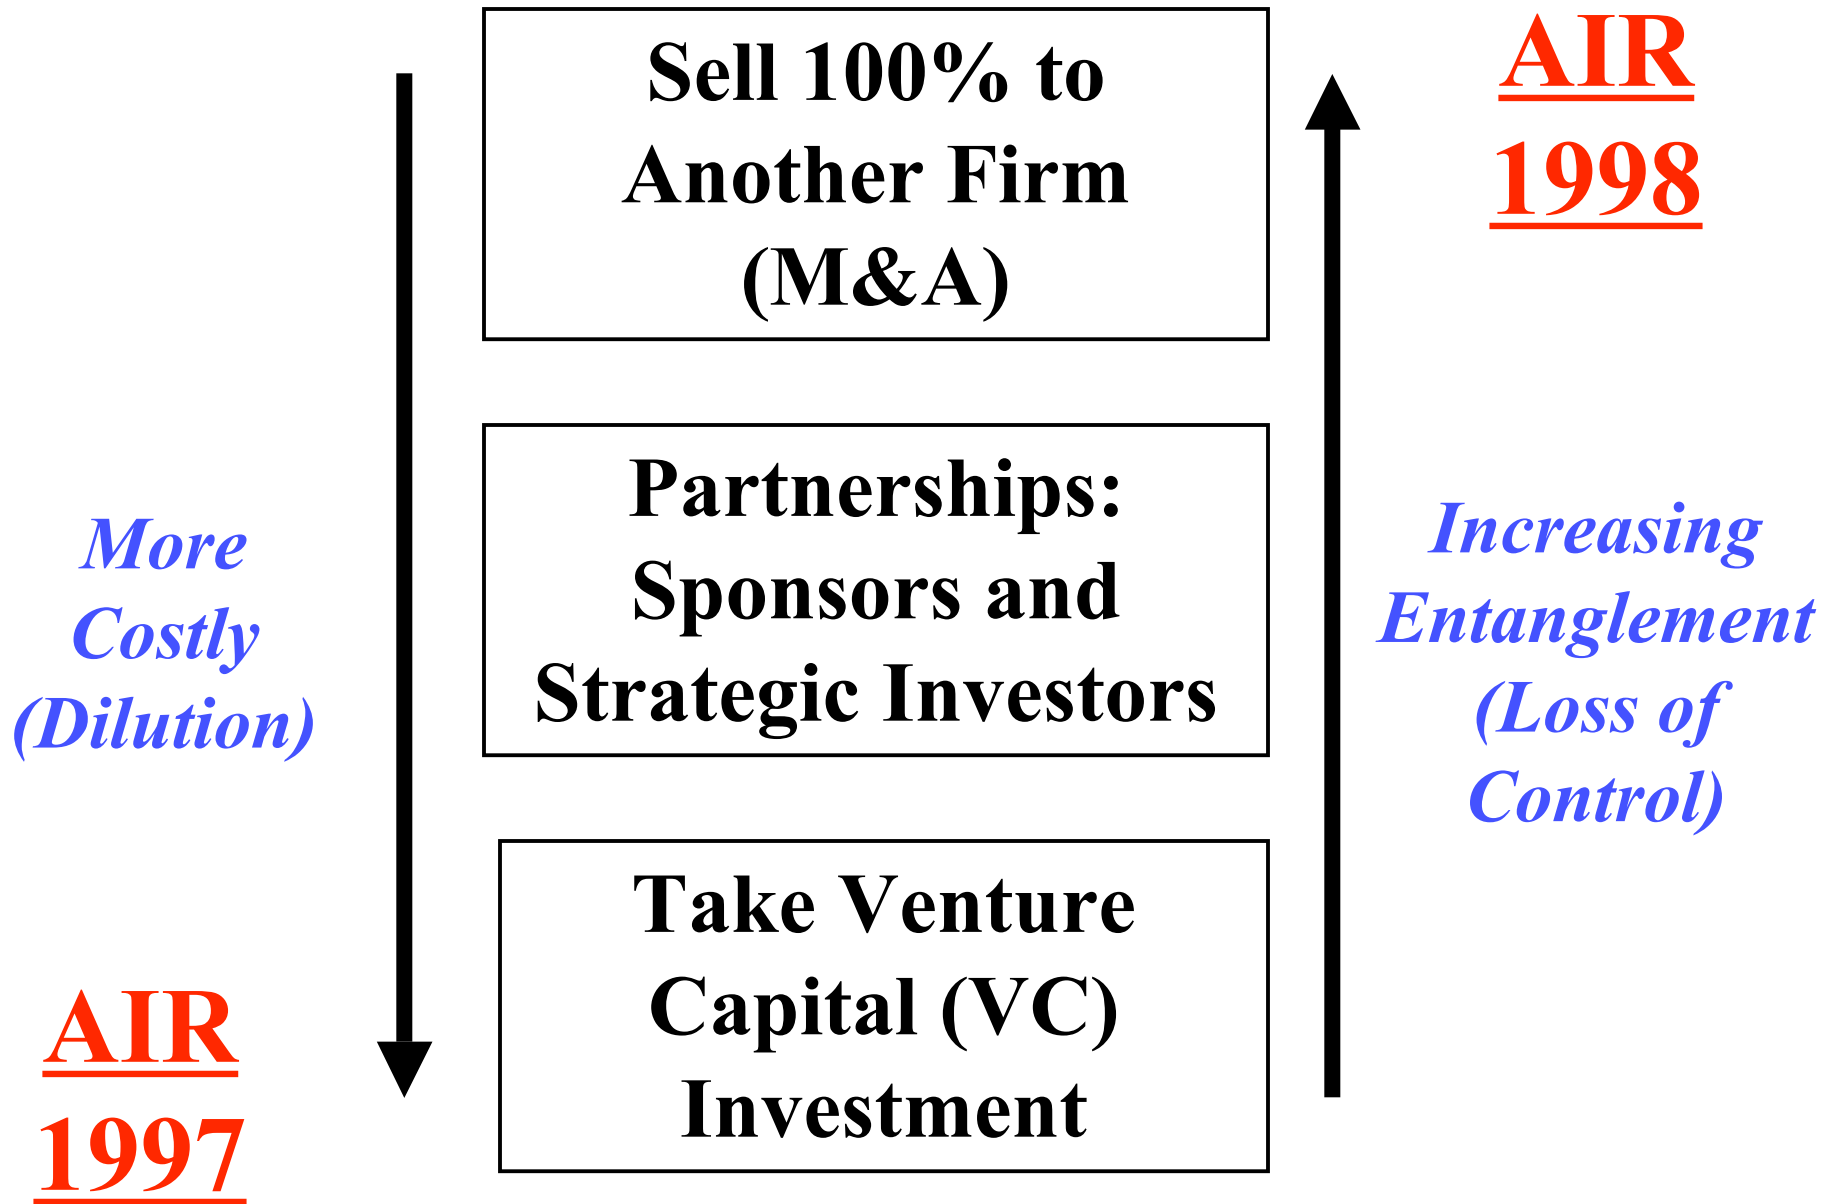 Sell 100% to
Another Firm
(M&A)
AIR
1998
Partnerships:
Sponsors and
Strategic Investors
More
Costly
(Dilution)
Increasing
Entanglement
(Loss of
Control)
Take Venture
Capital (VC)
Investment
AIR
1997